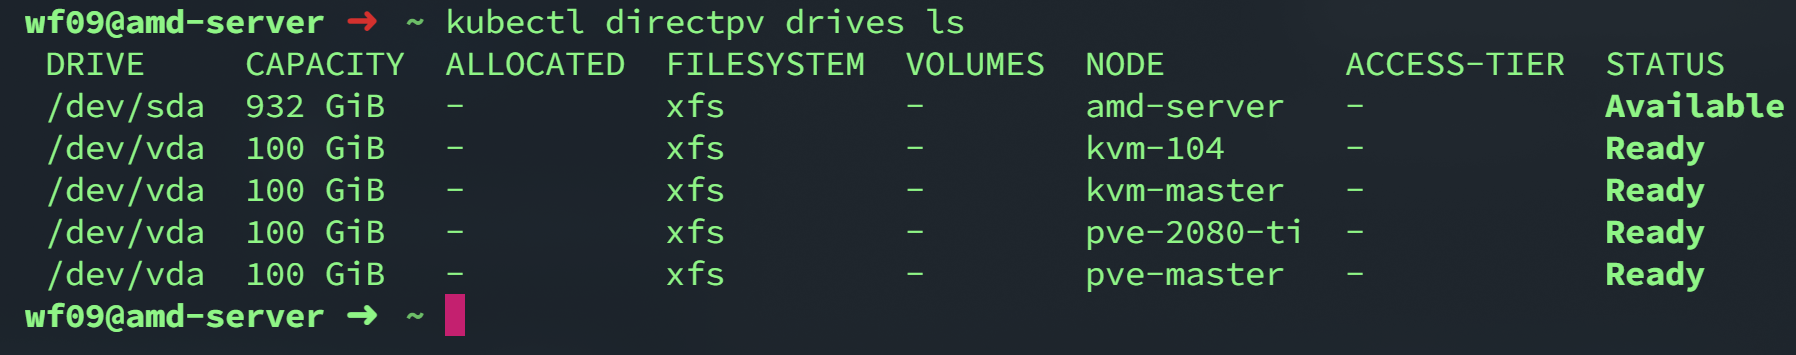 wf09@amd-server ➜ ~ kubectl directpv drives ls
DRIVE CAPACITY ALLOCATED FILESYSTEM VOLUMES NODE ACCESS-TIER STATUS
/dev/sda 932 GiB - xfs - amd-server - Available
/dev/vda 100 GiB - xfs - kvm-104 - Ready
/dev/vda 100 GiB - xfs - kvm-master - Ready
/dev/vda 100 GiB - xfs - pve-2080-ti - Ready
/dev/vda 100 GiB - xfs - pve-master - Ready
wf09@amd-server ➜ ~